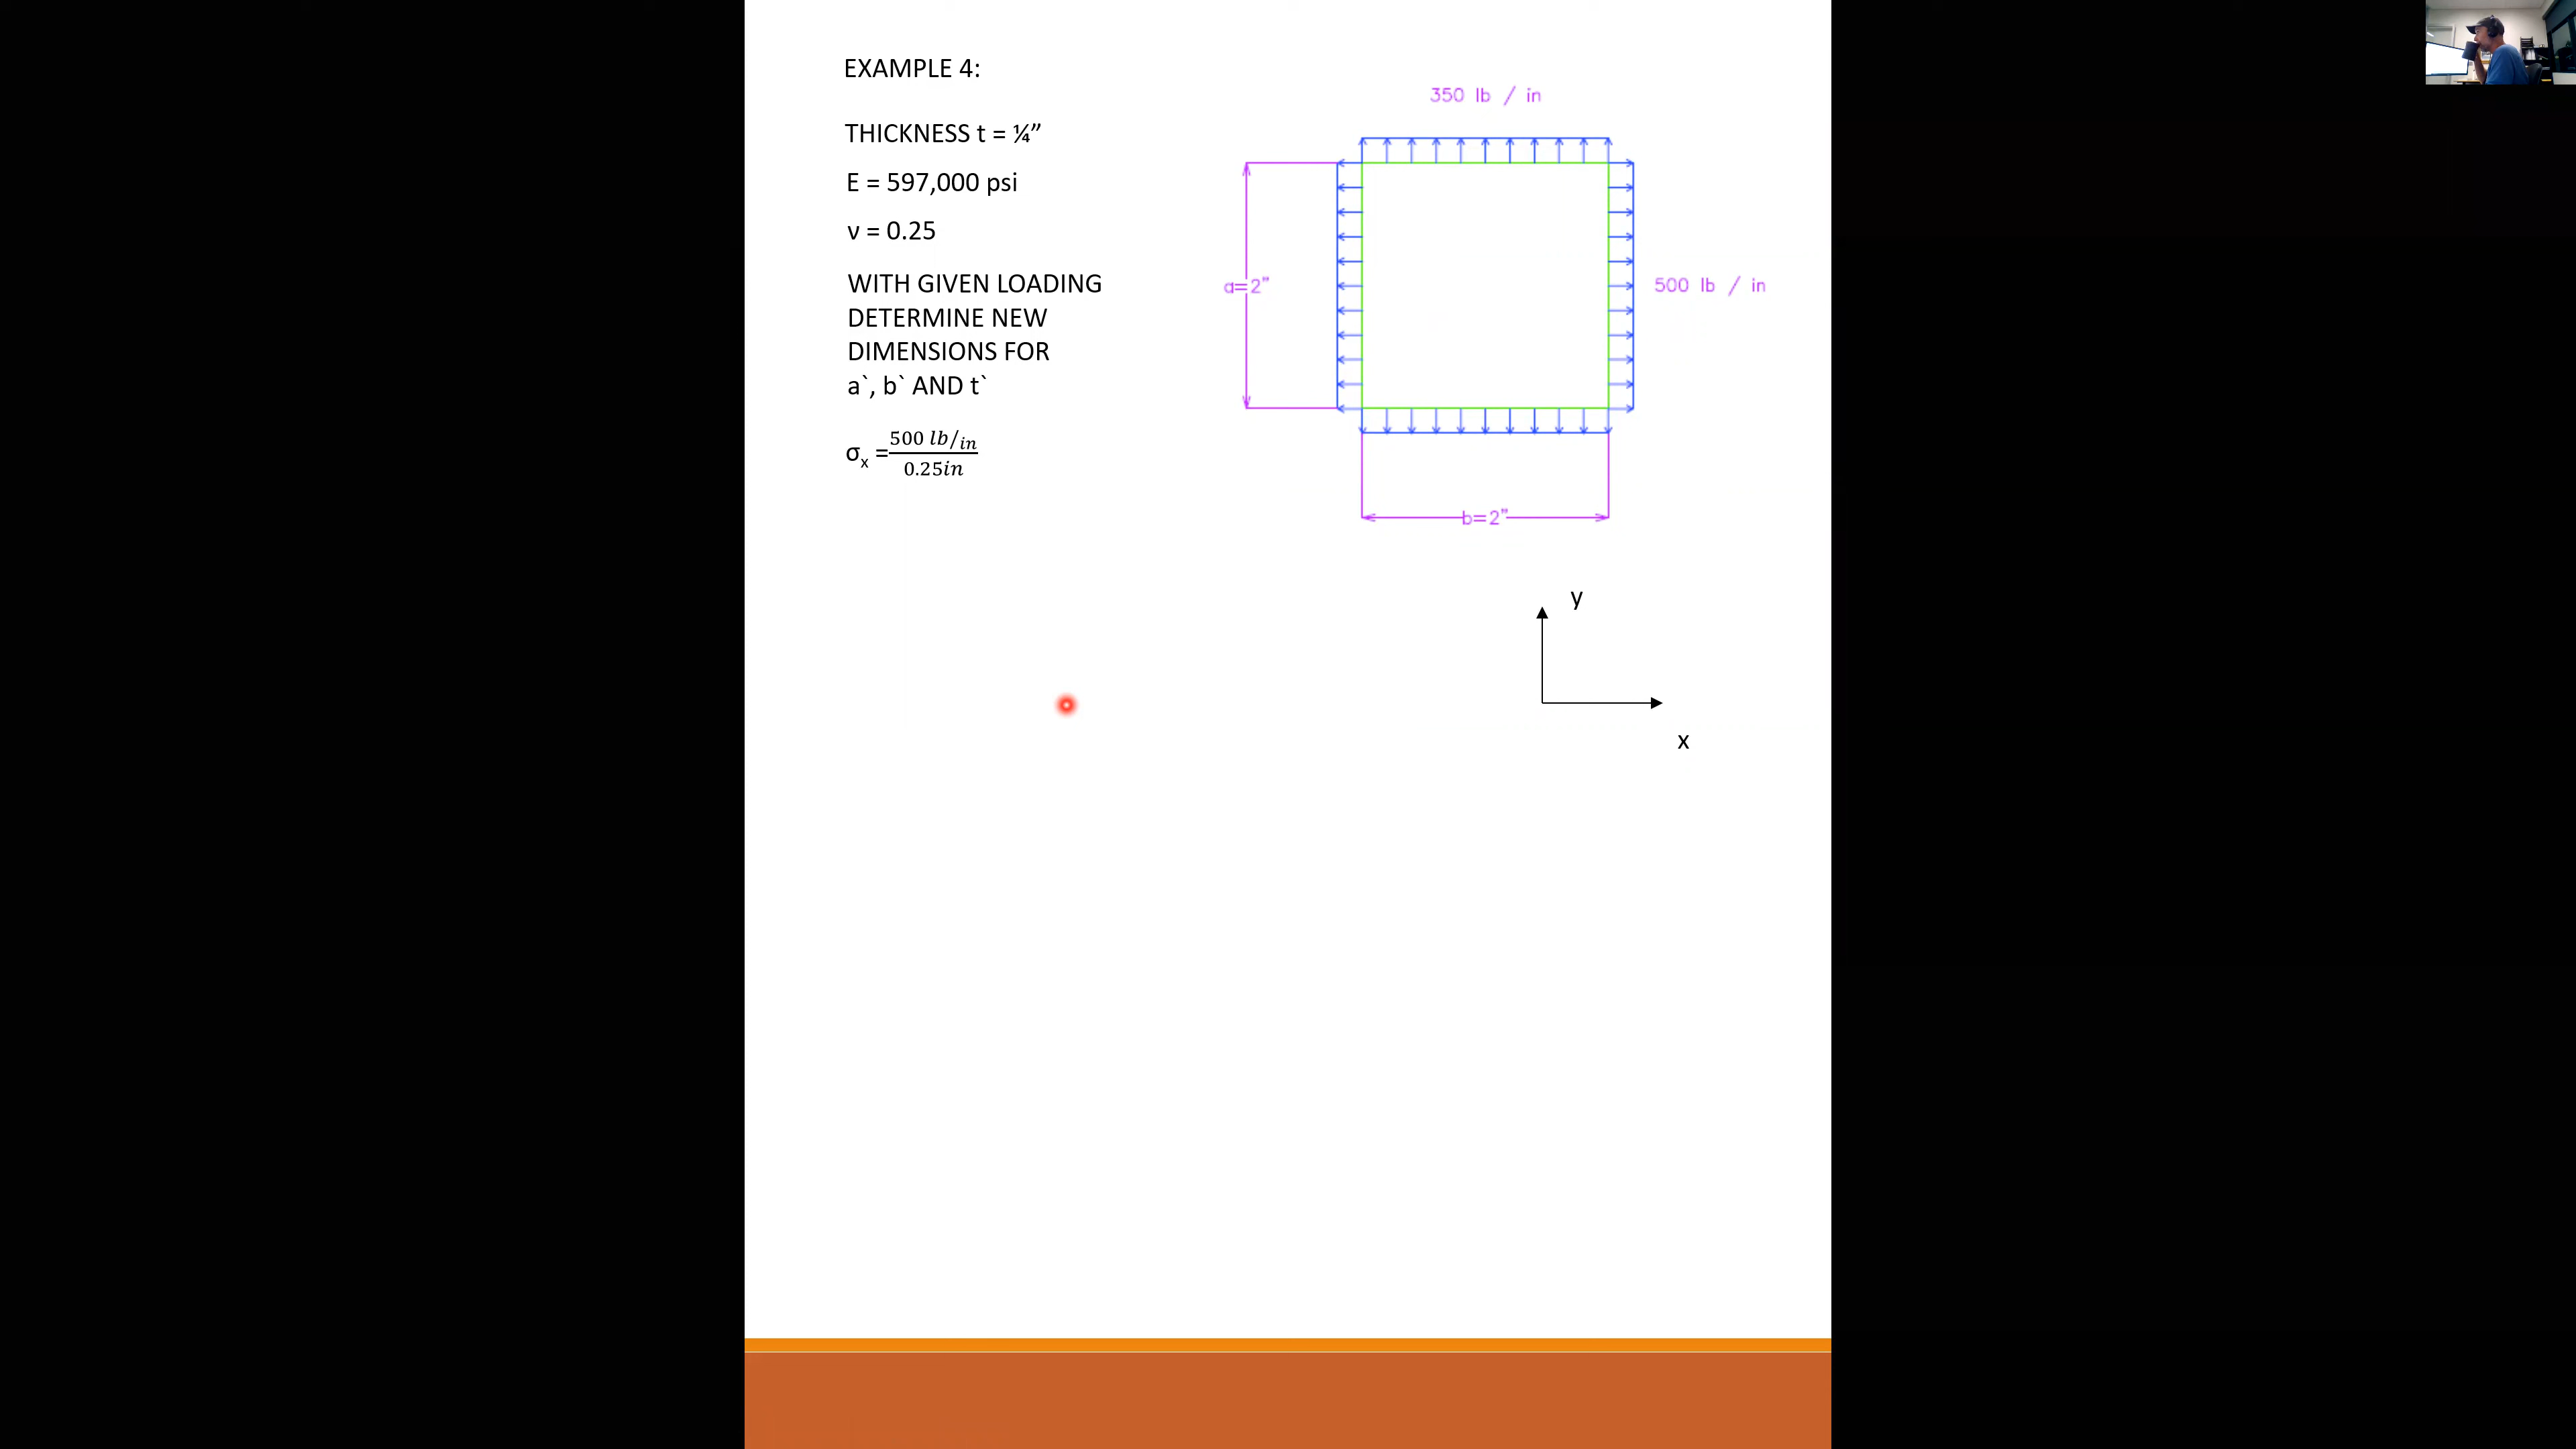 EXAMPLE 4:
THICKNESS t = ¼”
E = 597,000 psi
ν = 0.25
WITH GIVEN LOADING
DETERMINE NEW
DIMENSIONS FOR
a`, b` AND t`
σx = 500 lb/in / 0.25in
350 lb / in
a=2”
500 lb / in
b=2”
y
x